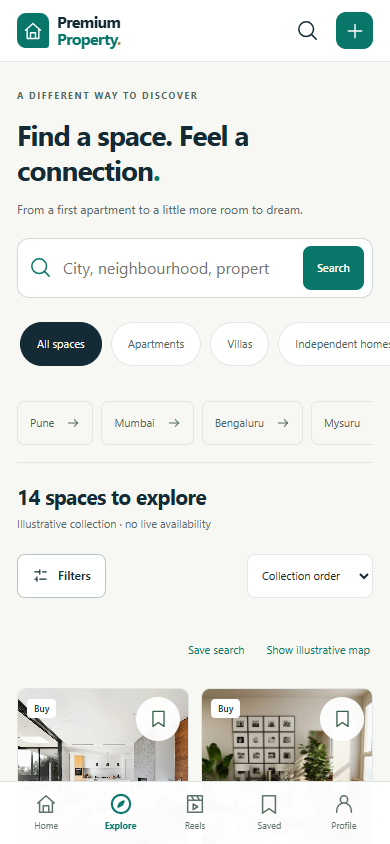 Premium
Property.
A DIFFERENT WAY TO DISCOVER
Find a space. Feel a
connection.
From a first apartment to a little more room to dream.
City, neighbourhood, propert
Search
All spaces
Apartments
Villas
Independent homes
Pune
Mumbai
Bengaluru
Mysuru
14 spaces to explore
Illustrative collection · no live availability
Filters
Collection order
Save search
Show illustrative map
Buy
Buy
Home
Explore
Reels
Saved
Profile